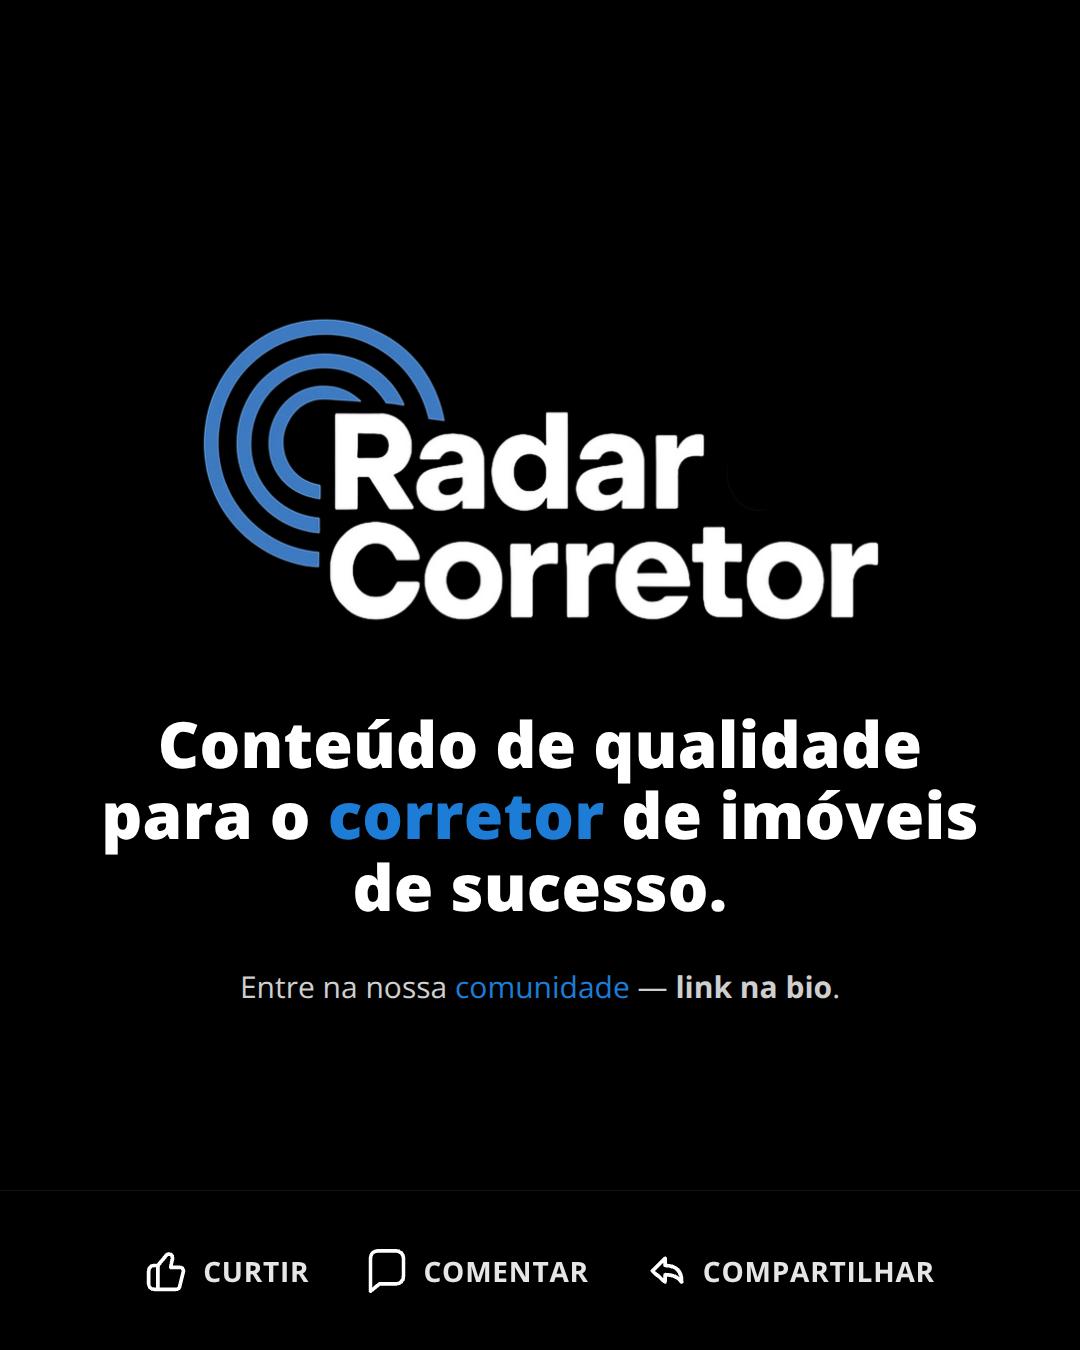 Radar
Corretor
Conteúdo de qualidade
para o corretor de imóveis
de sucesso.
Entre na nossa comunidade — link na bio.
CURTIR COMENTAR COMPARTILHAR